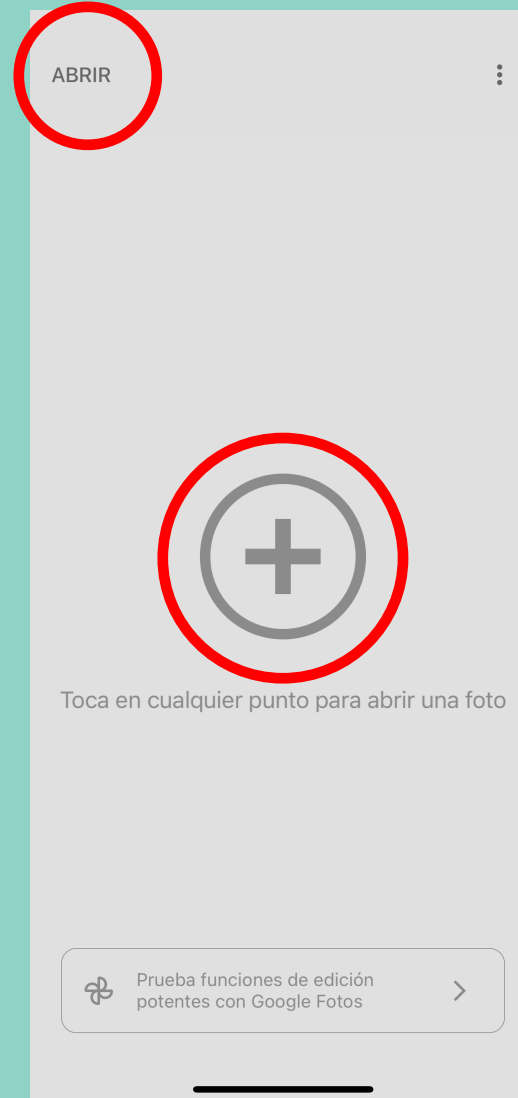 ABRIR
Toca en cualquier punto para abrir una foto
Prueba funciones de edición
potentes con Google Fotos